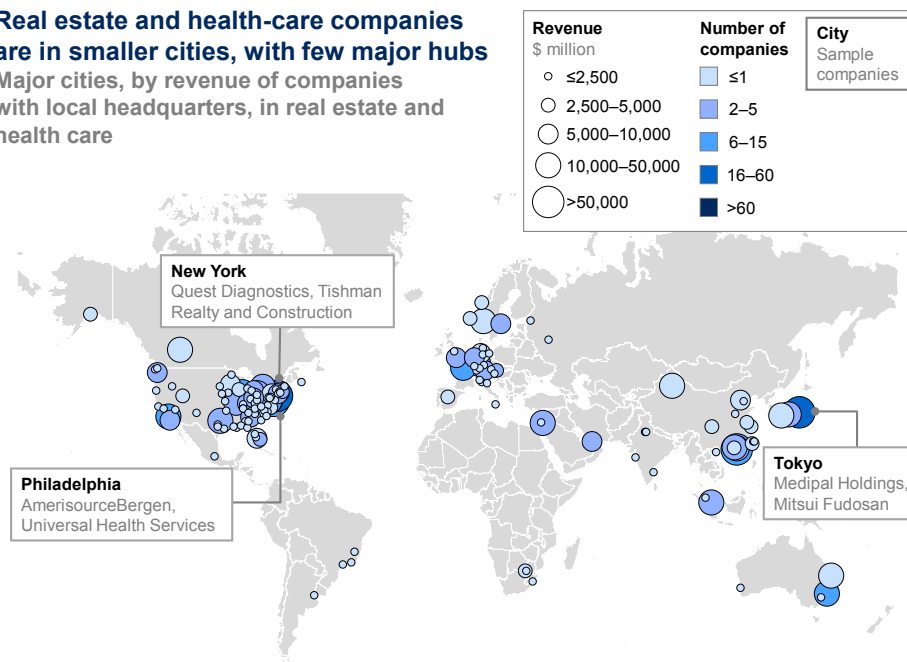 Real estate and health-care companies
are in smaller cities, with few major hubs
Major cities, by revenue of companies
with local headquarters, in real estate and
health care
Revenue
$ million
≤2,500
2,500–5,000
5,000–10,000
10,000–50,000
>50,000
Number of
companies
≤1
2–5
6–15
16–60
>60
City
Sample
companies
New York
Quest Diagnostics, Tishman
Realty and Construction
Philadelphia
AmerisourceBergen,
Universal Health Services
Tokyo
Medipal Holdings,
Mitsui Fudosan